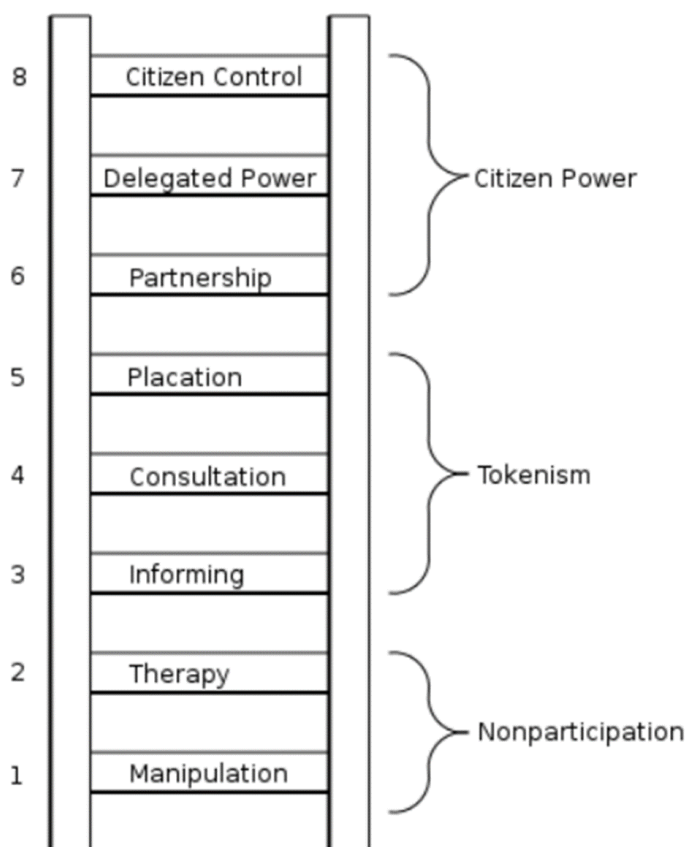 8 Citizen Control
7 Delegated Power Citizen Power
6 Partnership
5 Placation
4 Consultation Tokenism
3 Informing
2 Therapy
Nonparticipation
1 Manipulation